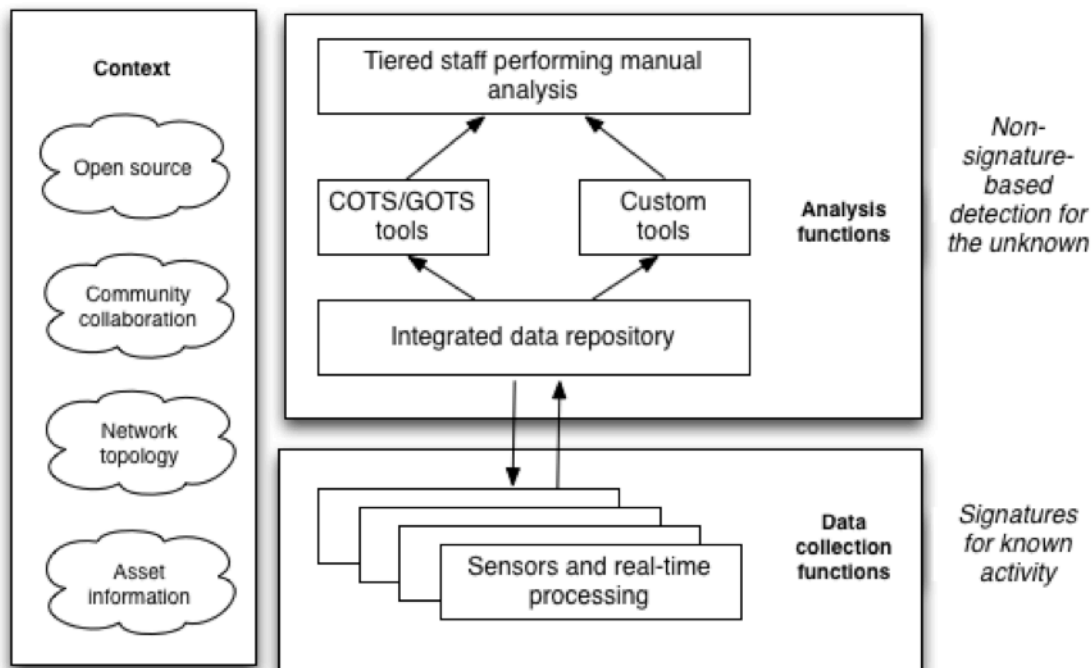 Context
Open source
Community
collaboration
Network
topology
Asset
information
Tiered staff performing manual
analysis
COTS/GOTS
tools
Custom
tools
Integrated data repository
Analysis
functions
Non-
signature-
based
detection for
the unknown
Sensors and real-time
processing
Data
collection
functions
Signatures
for known
activity